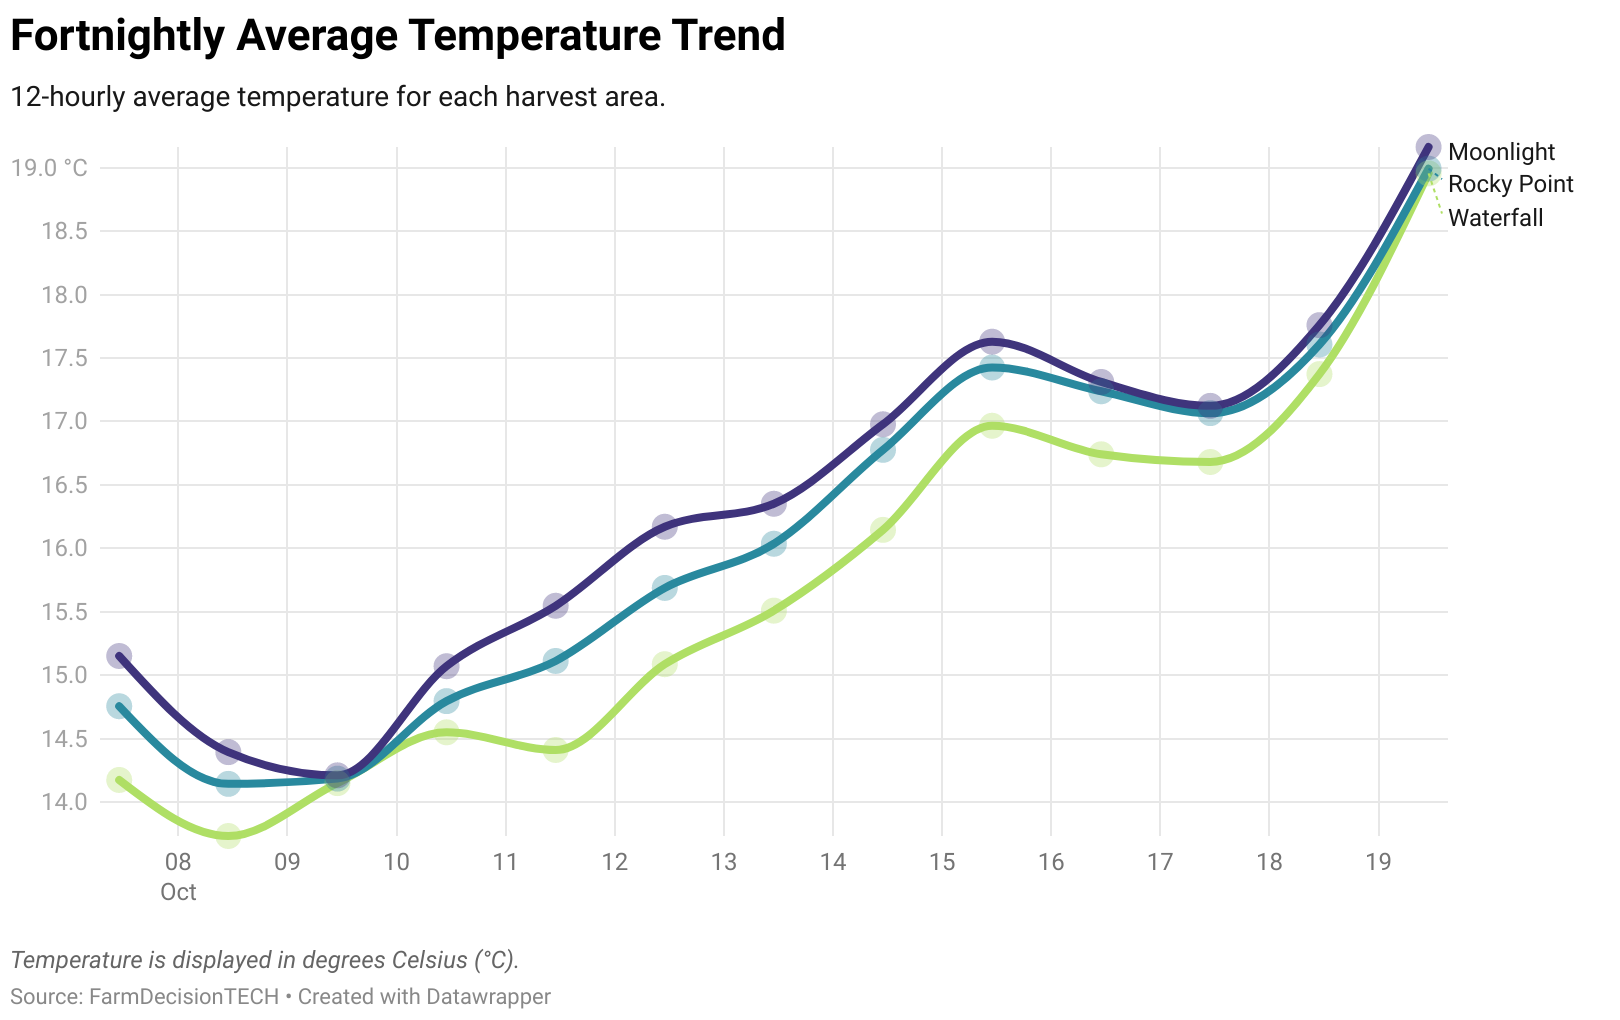 Fortnightly Average Temperature Trend
12-hourly average temperature for each harvest area.
19.0 °C
18.5
18.0
17.5
17.0
16.5
16.0
15.5
15.0
14.5
14.0
Moonlight
Rocky Point
Waterfall
08 09 10 11 12 13 14 15 16 17 18 19
Oct
Temperature is displayed in degrees Celsius (°C).
Source: FarmDecisionTECH • Created with Datawrapper